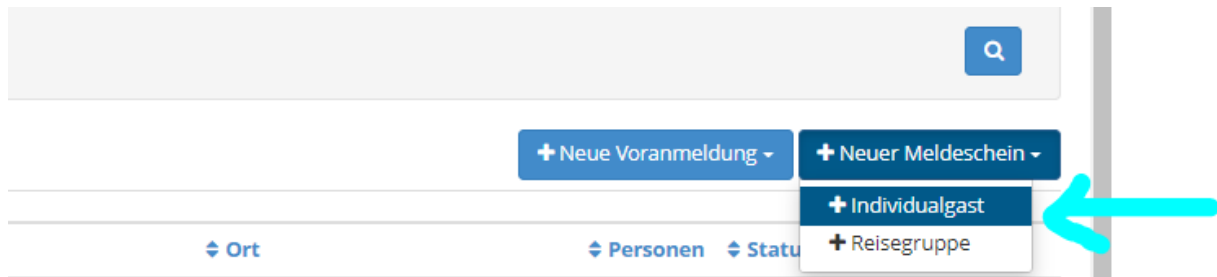 Neue Voranmeldung
Neuer Meldeschein
Individualgast
Reisegruppe
Ort
Personen
Statu